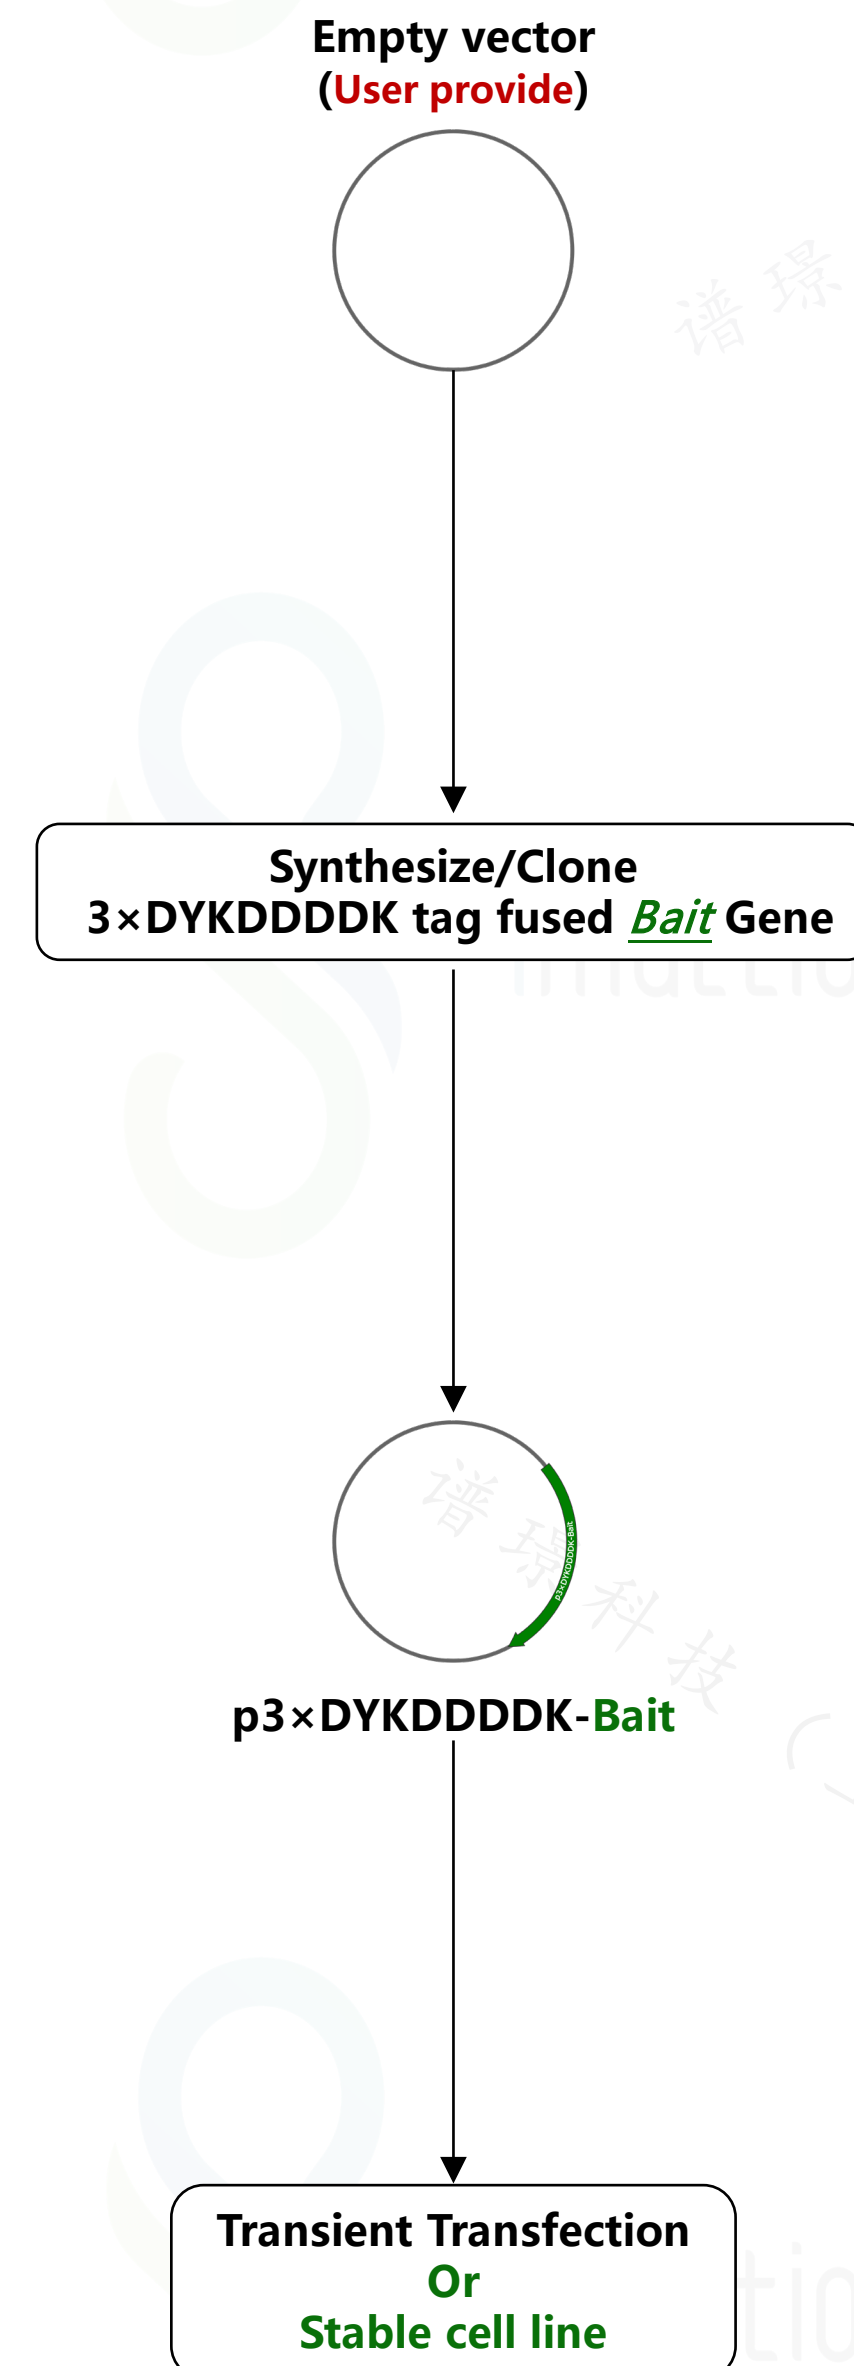 Empty vector
(User provide)
谱 璟
Synthesize/Clone
3×DYKDDDDK tag fused Bait Gene
p3×DYKDDDDK-Bait
谱 璟 科 技
p3×DYKDDDDK-Bait
Transient Transfection
Or
Stable cell line